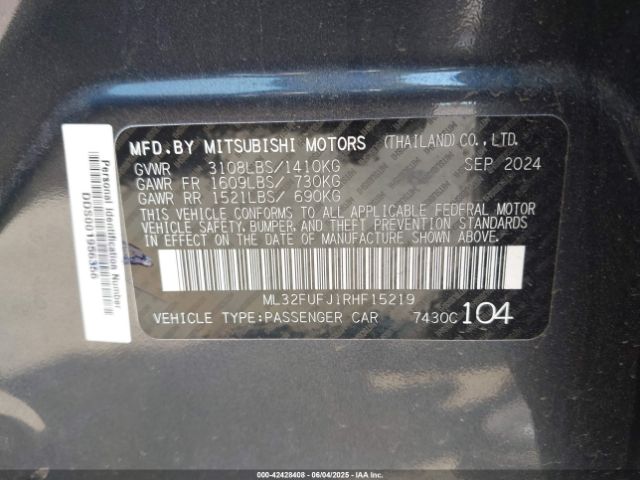 MFD.BY MITSUBISHI MOTORS (THAILAND) CO., LTD.
GVWR 3108LBS/1410KG SEP 2024
GAWR FR 1609LBS/ 730KG
GAWR RR 1521LBS/ 690KG
THIS VEHICLE CONFORMS TO ALL APPLICABLE FEDERAL MOTOR
VEHICLE SAFETY, BUMPER, AND THEFT PREVENTION STANDARDS
IN EFFECT ON THE DATE OF MANUFACTURE SHOWN ABOVE.
ML32FUFJ1RHF15219
VEHICLE TYPE:PASSENGER CAR 7430C 104
Personal Identification Number
DDS001956366
000-42428408 - 06/04/2025 - IAAI.COM